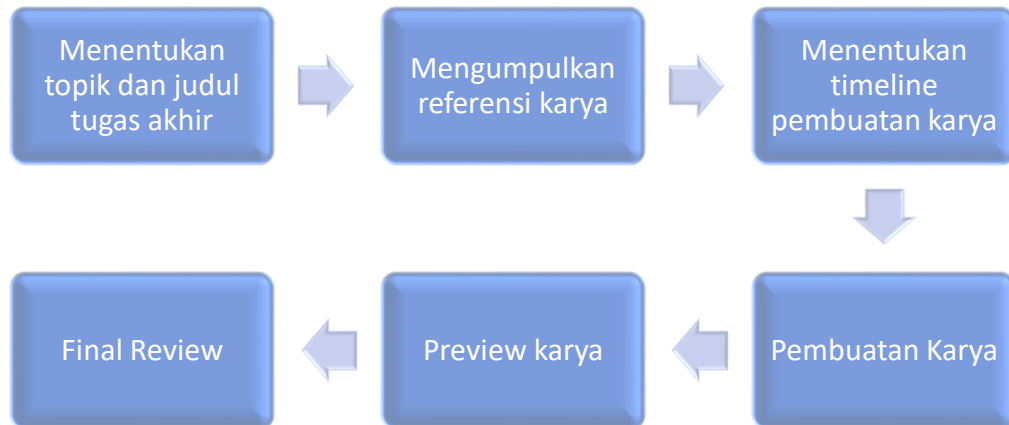 Menentukan
topik dan judul
tugas akhir
Mengumpulkan
referensi karya
Menentukan
timeline
pembuatan karya
Pembuatan Karya
Preview karya
Final Review